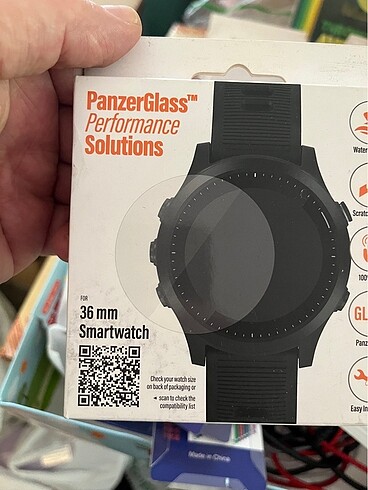 PanzerGlass™
Performance
Solutions
Water
Scratc
100
GL
Panz
Easy In
FOR
36 mm
Smartwatch
Check your watch size
on back of packaging or
◄ scan to check the
compatibility list
Made in China